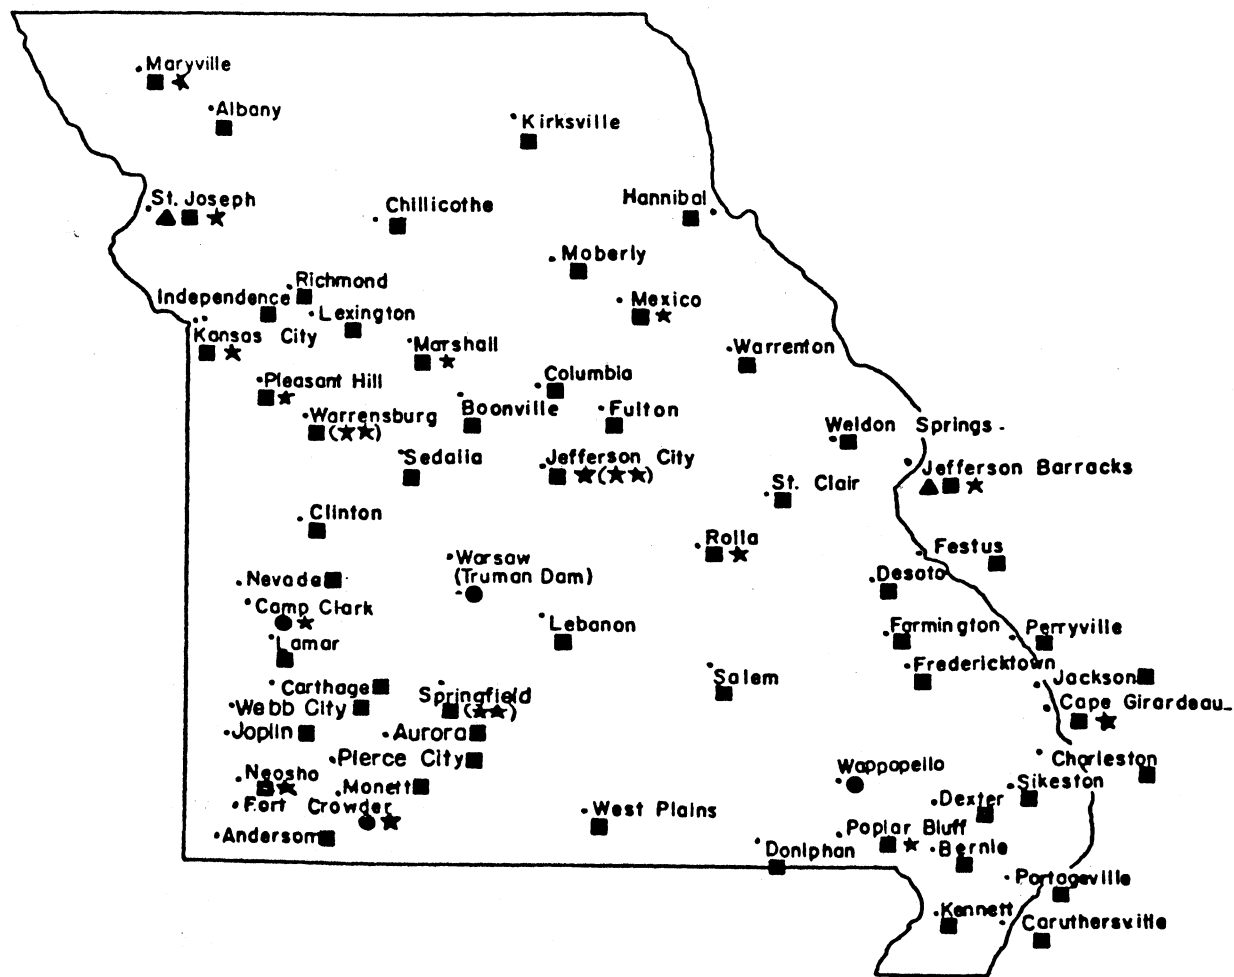 Maryville
Albany
Kirksville
St. Joseph
Chillicothe
Hannibal
Moberly
Richmond
Independence
Mexico
Lexington
Kansas City
Marshall
Warrenton
Pleasant Hill
Columbia
Warrensburg
Boonville
Fulton
Weldon Springs
(★★)
Sedalia
Jefferson City
Jefferson Barracks
(★★)
St. Clair
Clinton
Rolla
Festus
Warsaw
(Truman Dam)
Nevada
Desoto
Camp Clark
Lebanon
Farmington
Perryville
Lamar
Fredericktown
Salem
Jackson
Carthage
Springfield
(★★)
Webb City
Cape Girardeau
Joplin
Aurora
Pierce City
Charleston
Wappapello
Neosho
Monett
Sikeston
Dexter
Fort Crowder
West Plains
Poplar Bluff
Anderson
Doniphan
Bernie
Portageville
Kennett
Caruthersville